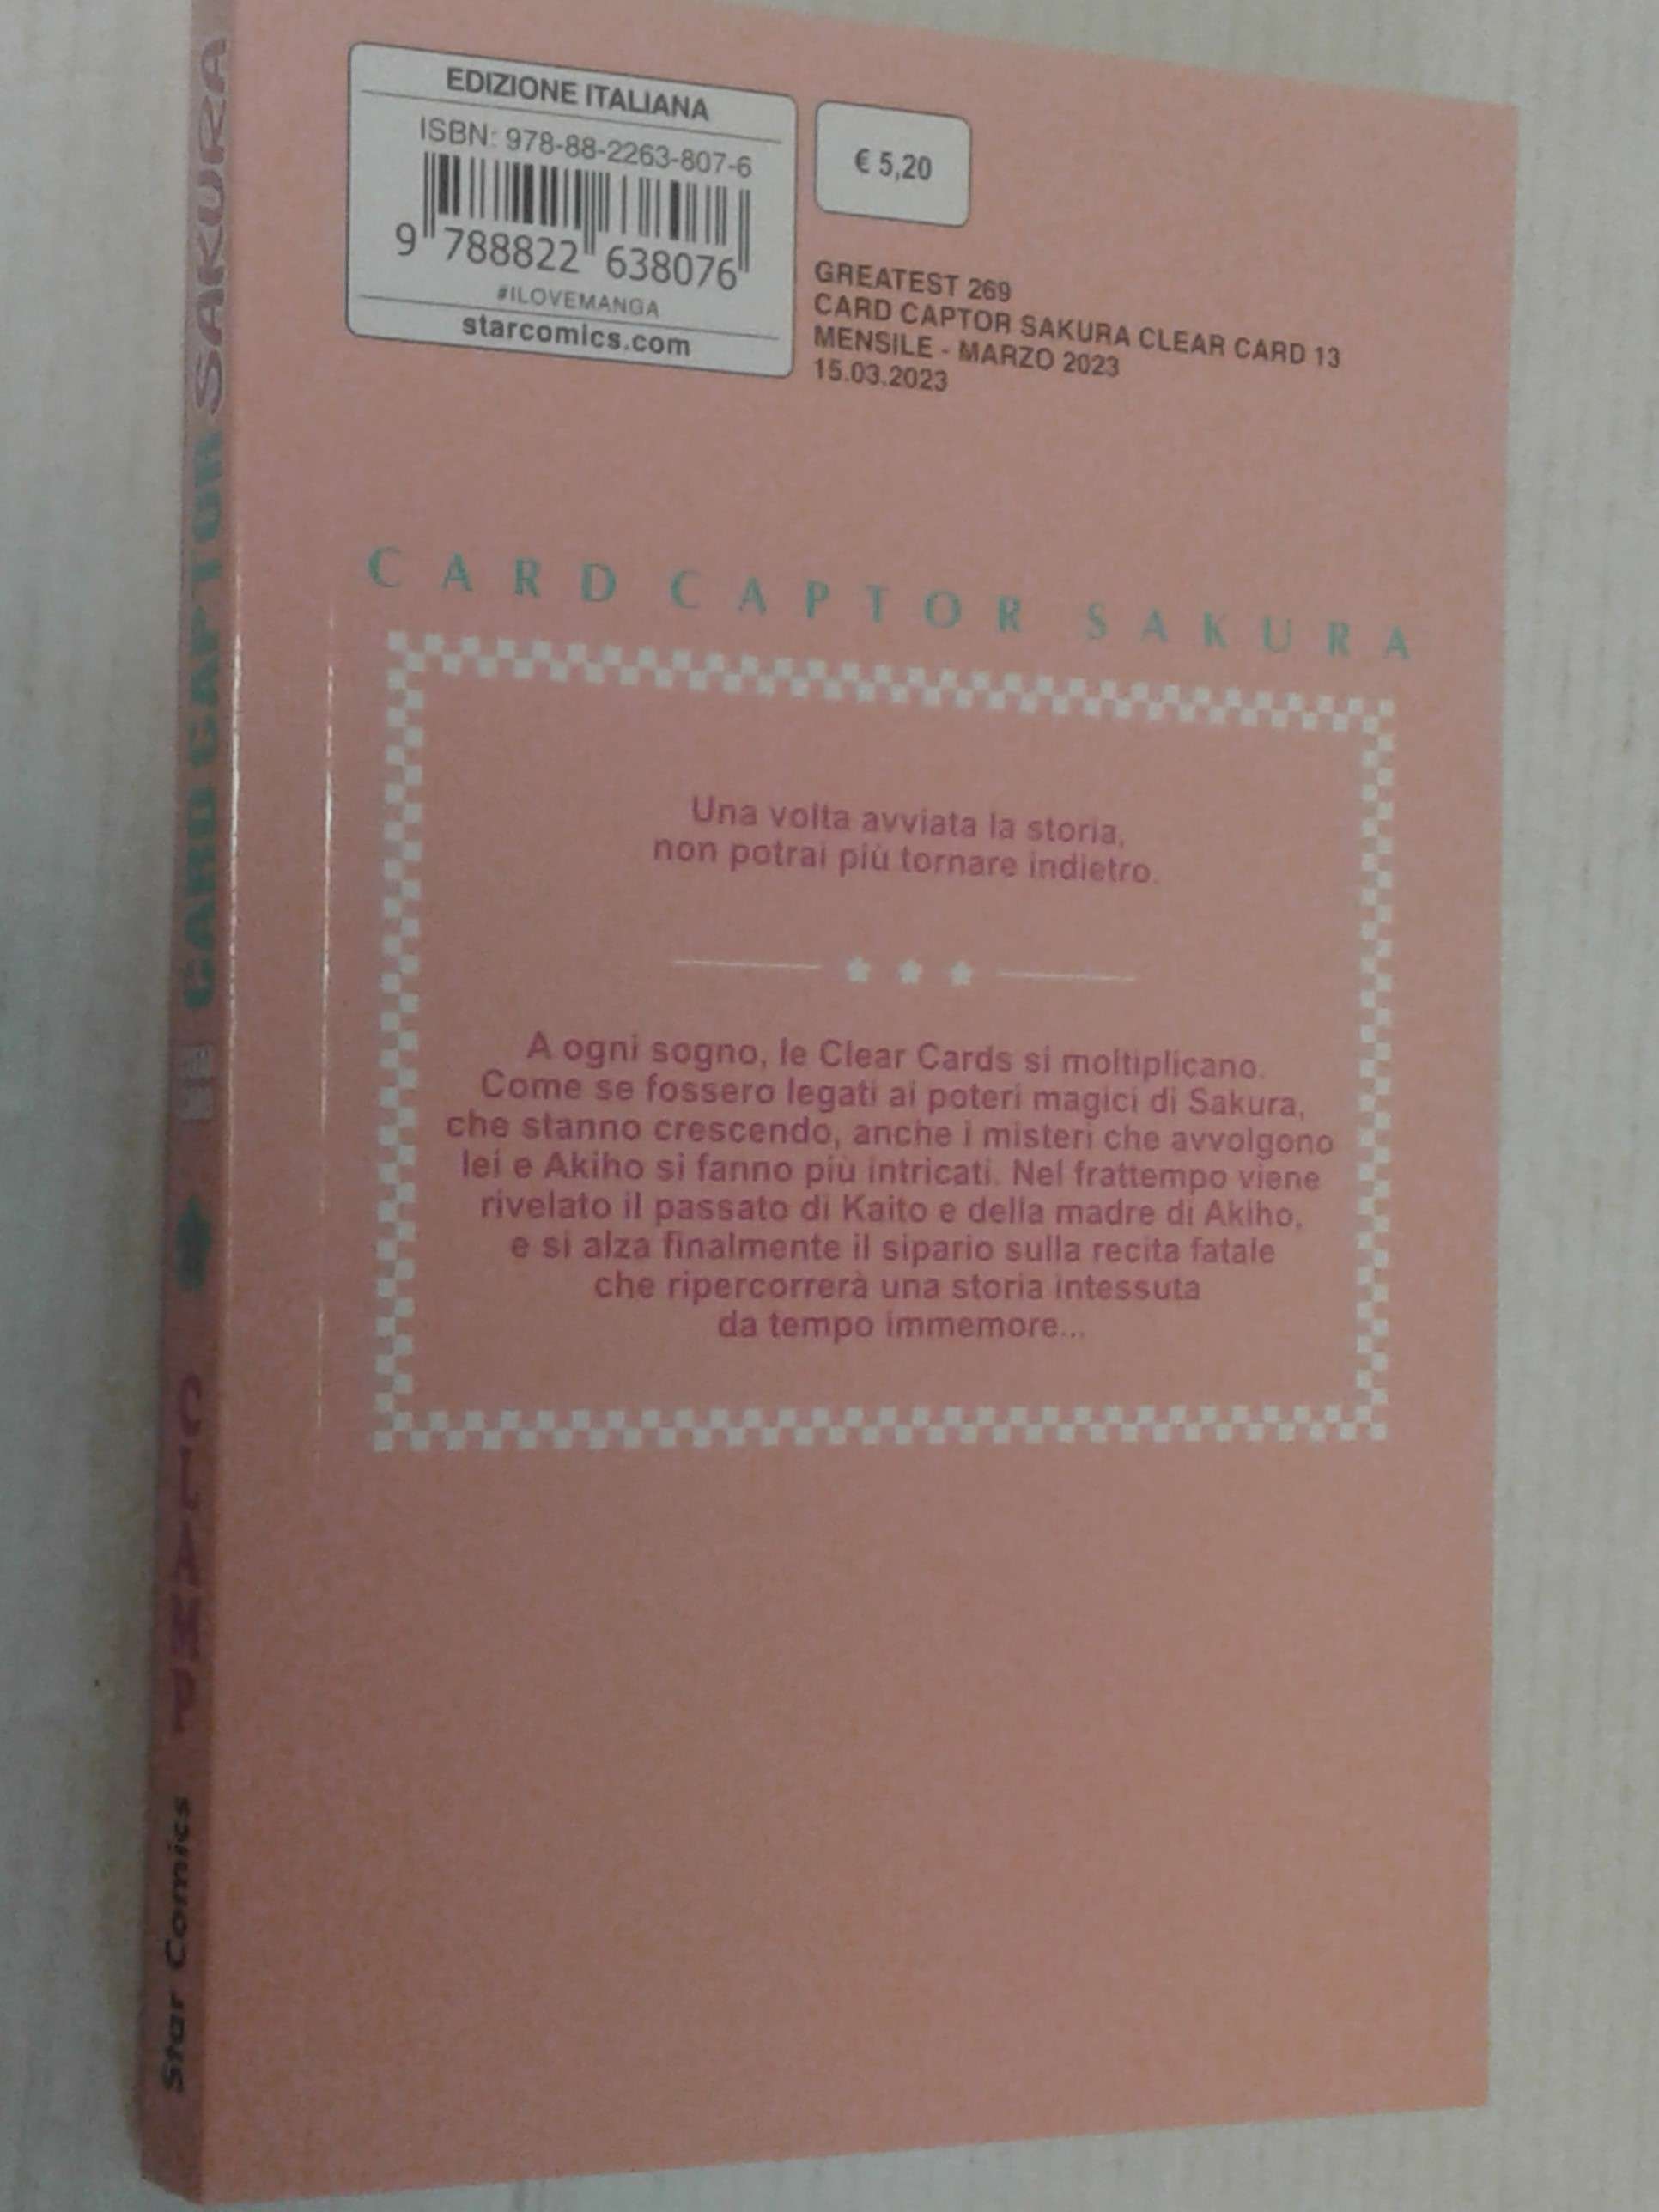 EDIZIONE ITALIANA
ISBN: 978-88-2263-807-6
9 788822 638076
#ILOVEMANGA
starcomics.com
€ 5,20
GREATEST 269
CARD CAPTOR SAKURA CLEAR CARD 13
MENSILE - MARZO 2023
15.03.2023
CARD CAPTOR SAKURA
Una volta avviata la storia,
non potrai più tornare indietro.
A ogni sogno, le Clear Cards si moltiplicano.
Come se fossero legati ai poteri magici di Sakura,
che stanno crescendo, anche i misteri che avvolgono
lei e Akiho si fanno più intricati. Nel frattempo viene
rivelato il passato di Kaito e della madre di Akiho,
e si alza finalmente il sipario sulla recita fatale
che ripercorrerà una storia intessuta
da tempo immemore...
CARD CAPTOR SAKURA
CLAMP
Star Comics